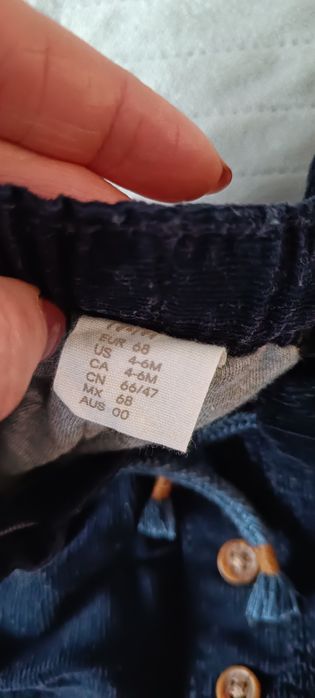 EUR 68
US 4-6M
CA 4-6M
CN 66/47
MX 68
AUS 00